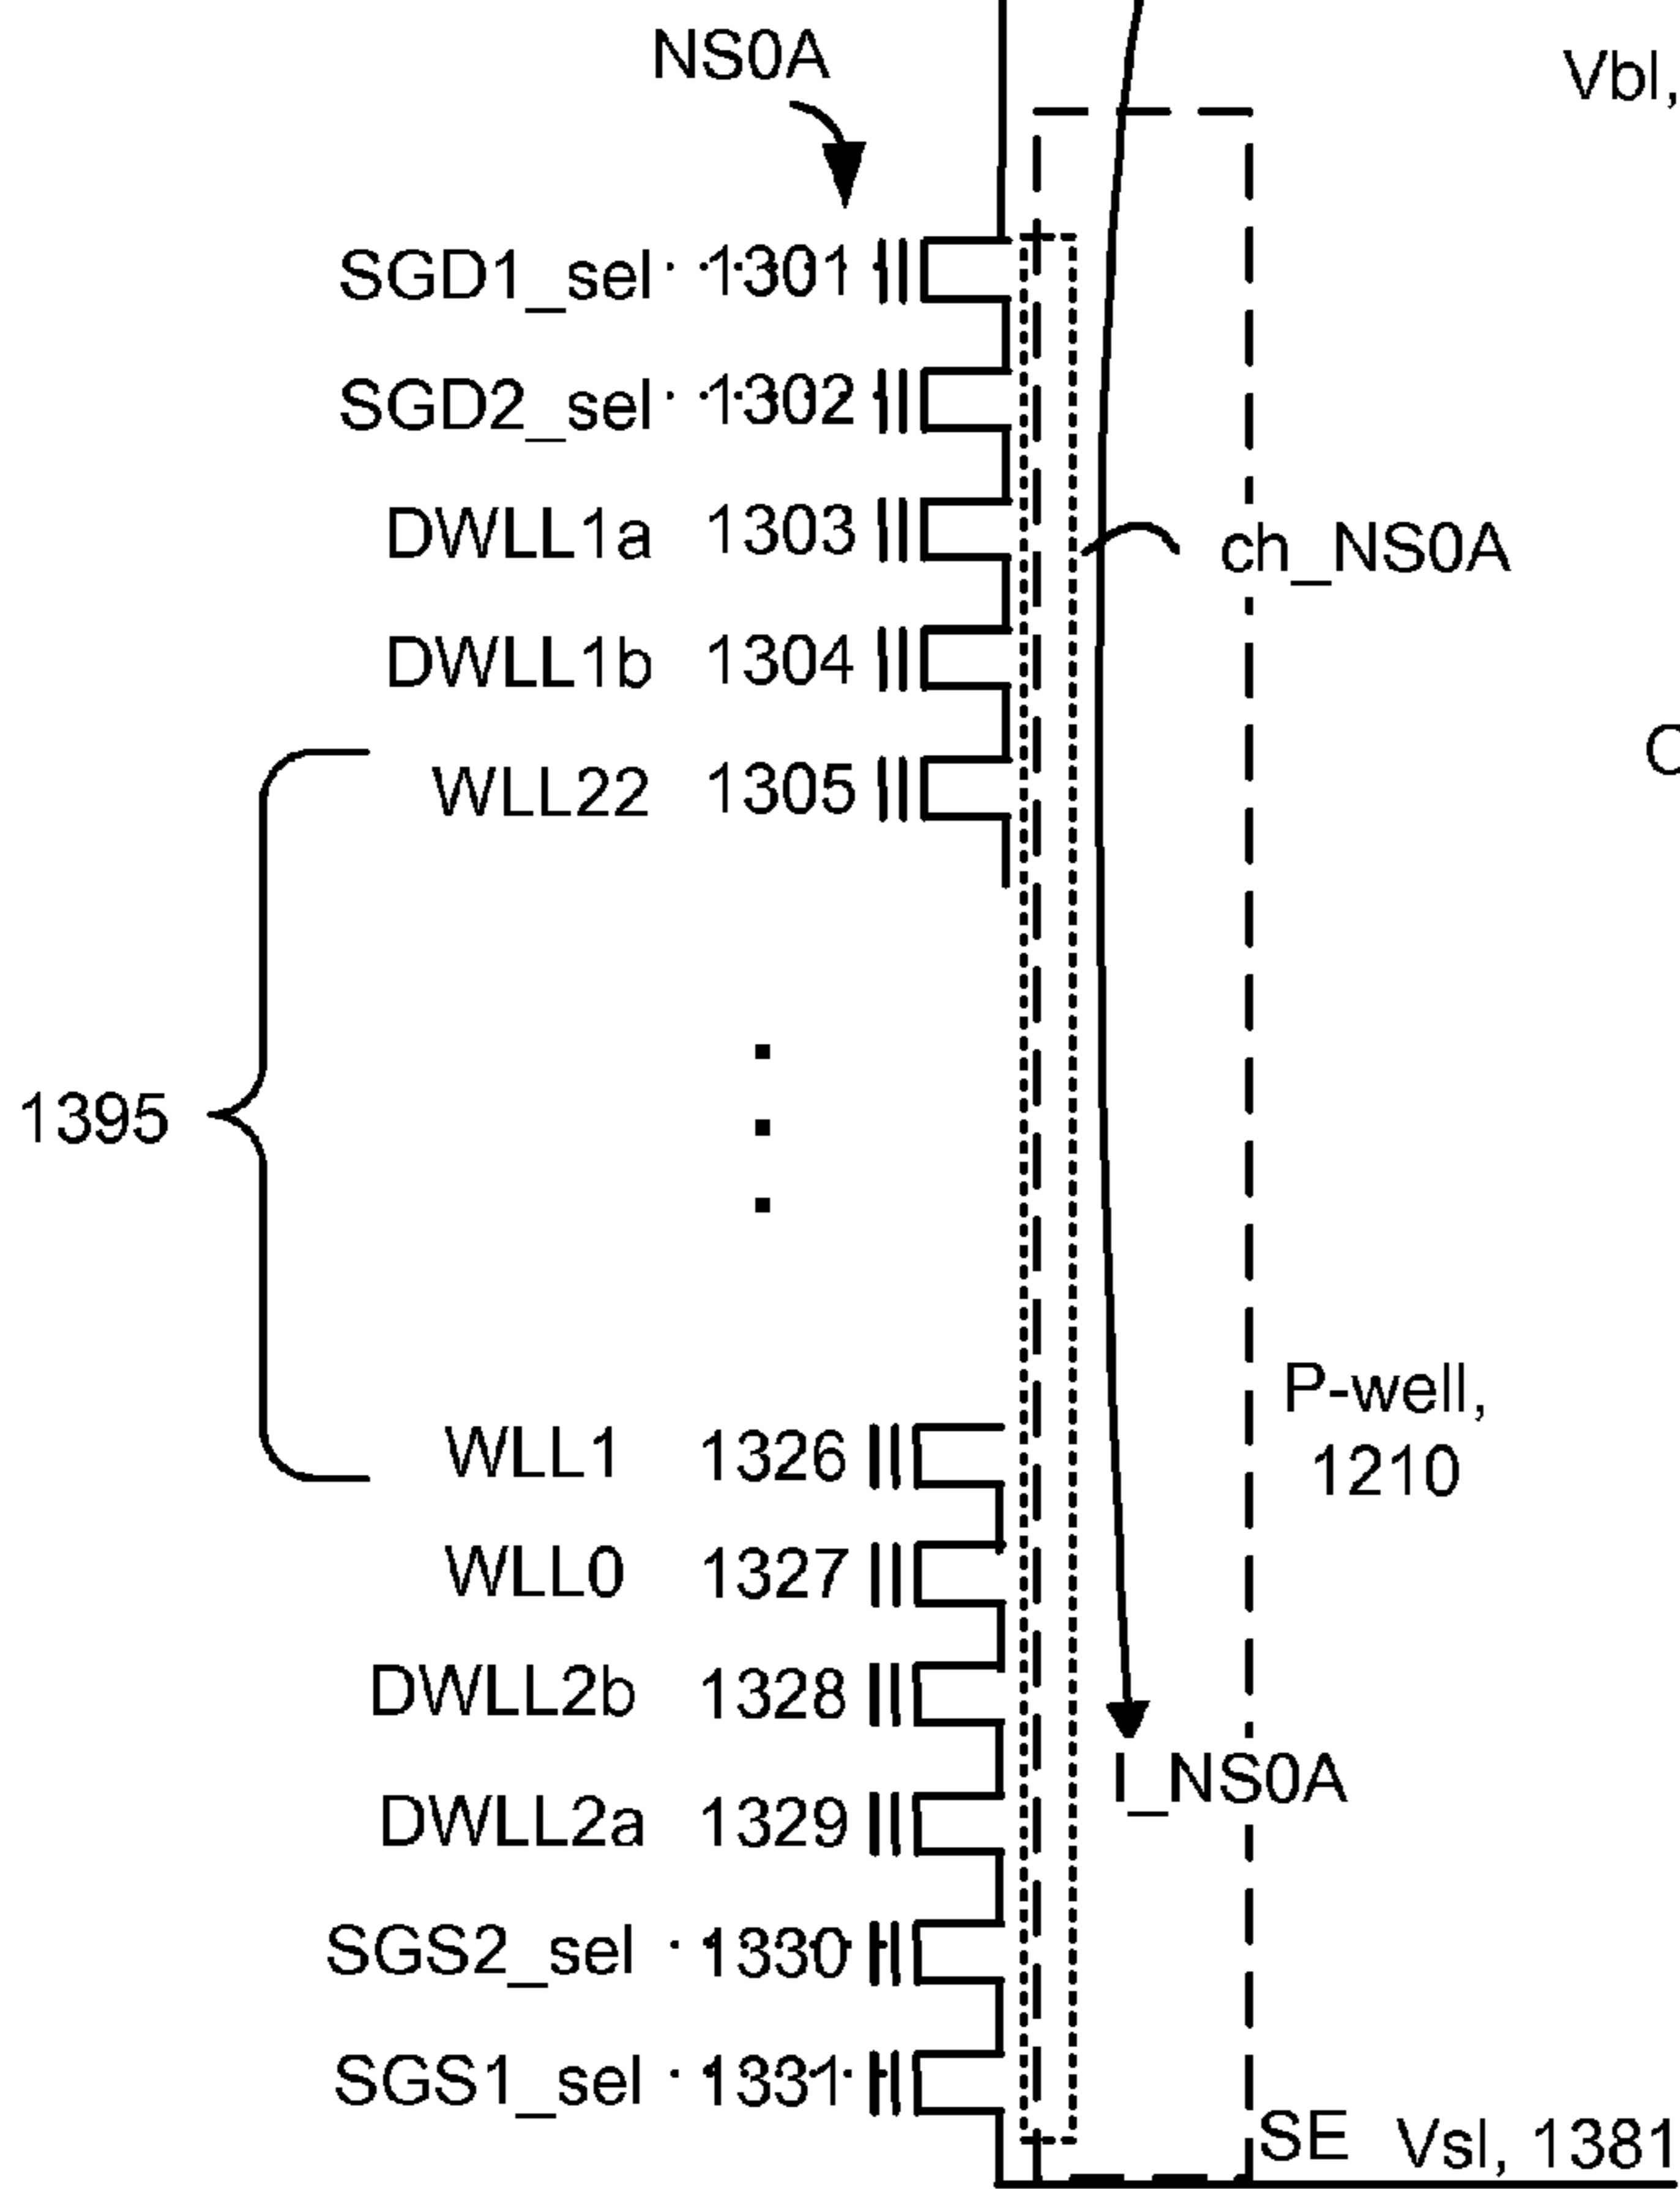 NS0A
Vbl,
SGD1_sel 1301
SGD2_sel 1302
DWLL1a 1303
ch_NS0A
DWLL1b 1304
WLL22 1305
1395
P-well,
1210
WLL1 1326
WLL0 1327
DWLL2b 1328
I_NS0A
DWLL2a 1329
SGS2_sel 1330
SGS1_sel 1331
SE Vsl, 1381